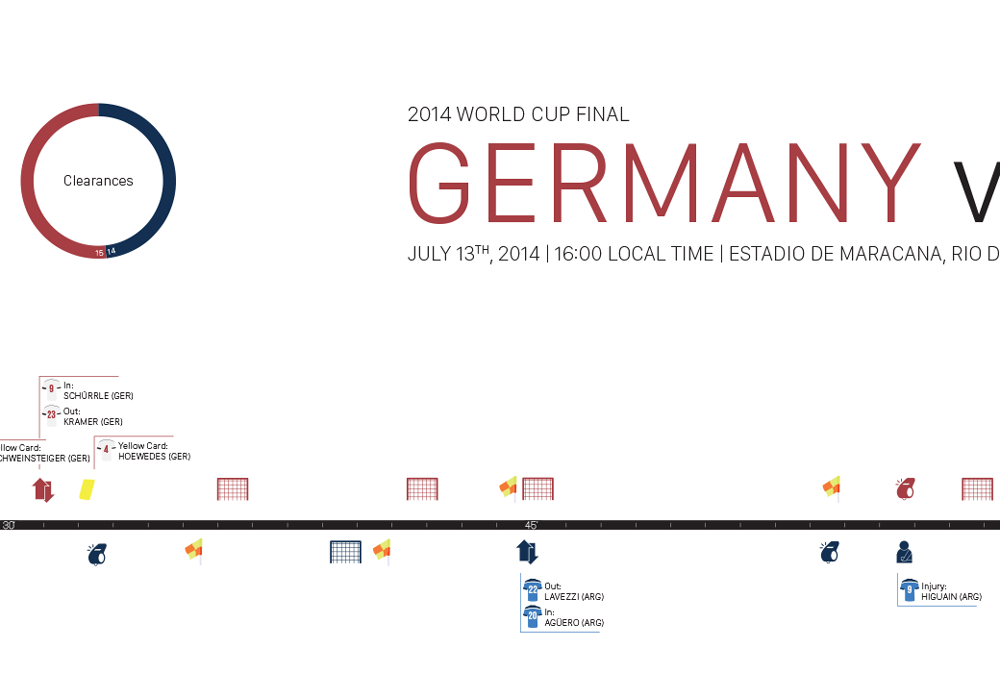 2014 WORLD CUP FINAL
GERMANY V
JULY 13TH, 2014 | 16:00 LOCAL TIME | ESTADIO DE MARACANA, RIO D
Clearances
15 14
9 In:
SCHÜRRLE (GER)
23 Out:
KRAMER (GER)
llow Card:
CHWEINSTEIGER (GER)
4 Yellow Card:
HOEWEDES (GER)
30' 45'
22 Out:
LAVEZZI (ARG)
20 In:
AGÜERO (ARG)
9 Injury:
HIGUAIN (ARG)